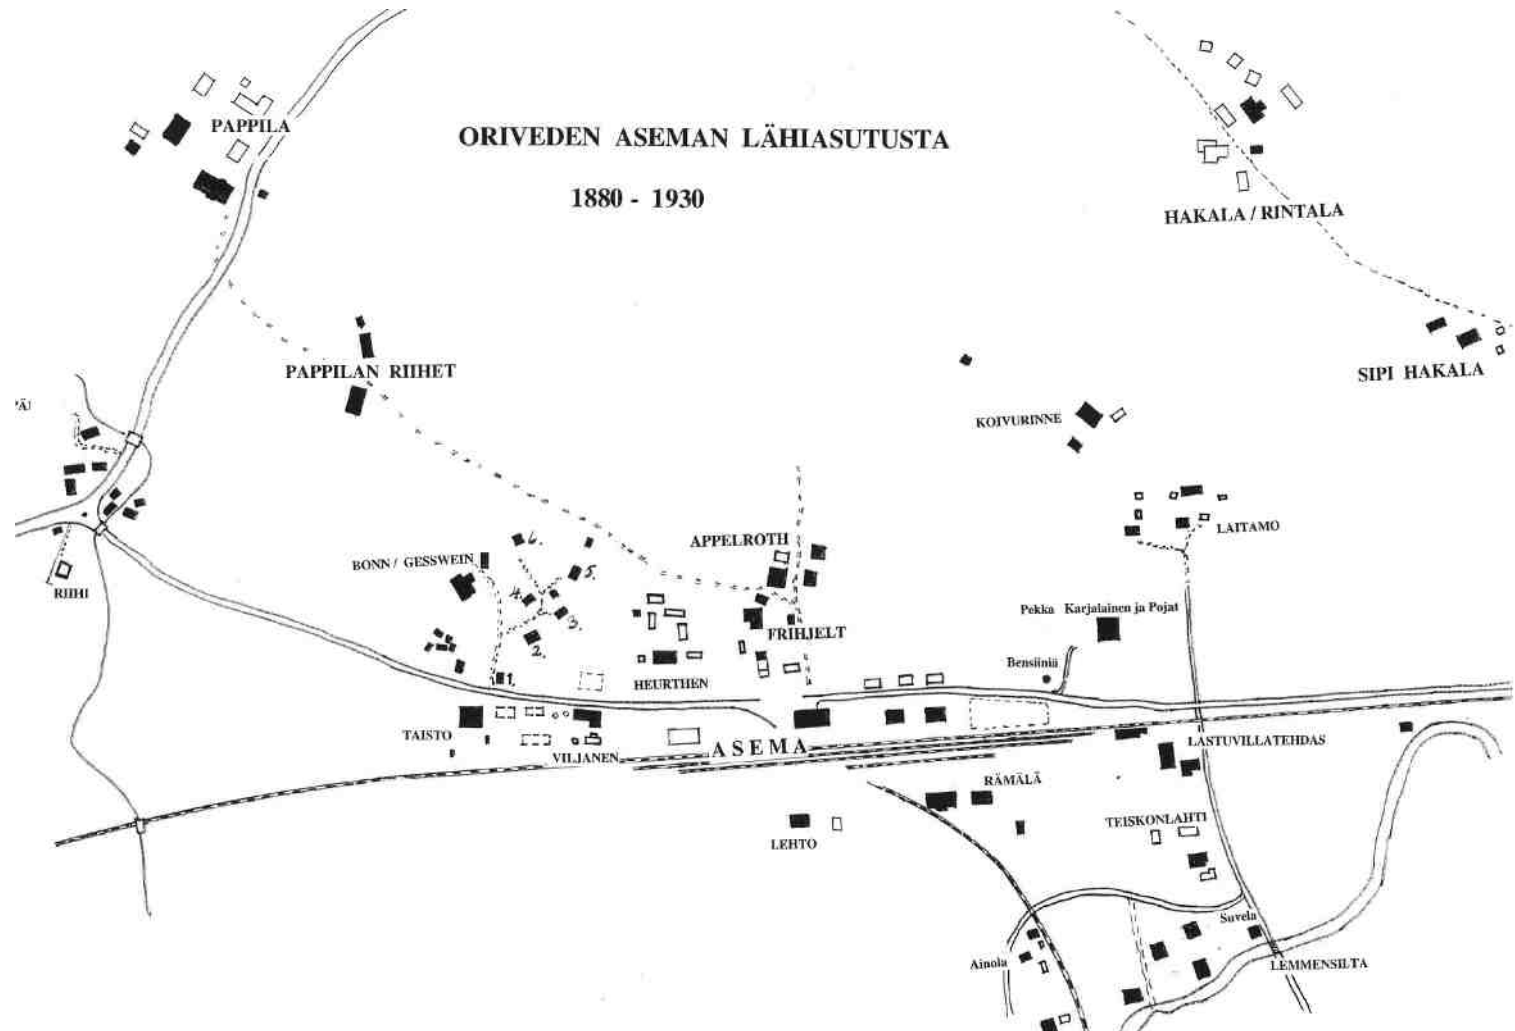 PAPPILA
ORIVEDEN ASEMAN LÄHIASUTUSTA
1880 - 1930
HAKALA / RINTALA
PAPPILAN RIIHET
SIPI HAKALA
KOIVURINNE
LAITAMO
APPELROTH
BONN / GESSWEIN
6.
5.
4.
3.
2.
1.
RIIHI
FRIHJELT
Pekka Karjalainen ja Pojat
Bensiiniä
HEURTHEN
TAISTO
VILJANEN
ASEMA
LASTUVILLATEHDAS
RÄMÄLÄ
TEISKONLAHTI
LEHTO
Suvela
Ainola
LEMMENSILTA